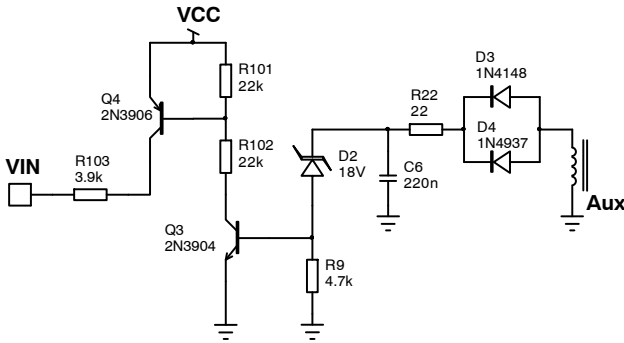 VCC
D3
1N4148
R101
22k
Q4
2N3906
R22
22
D4
1N4937
R102
22k
D2
18V
VIN
R103
3.9k
C6
220n
Aux
Q3
2N3904
R9
4.7k